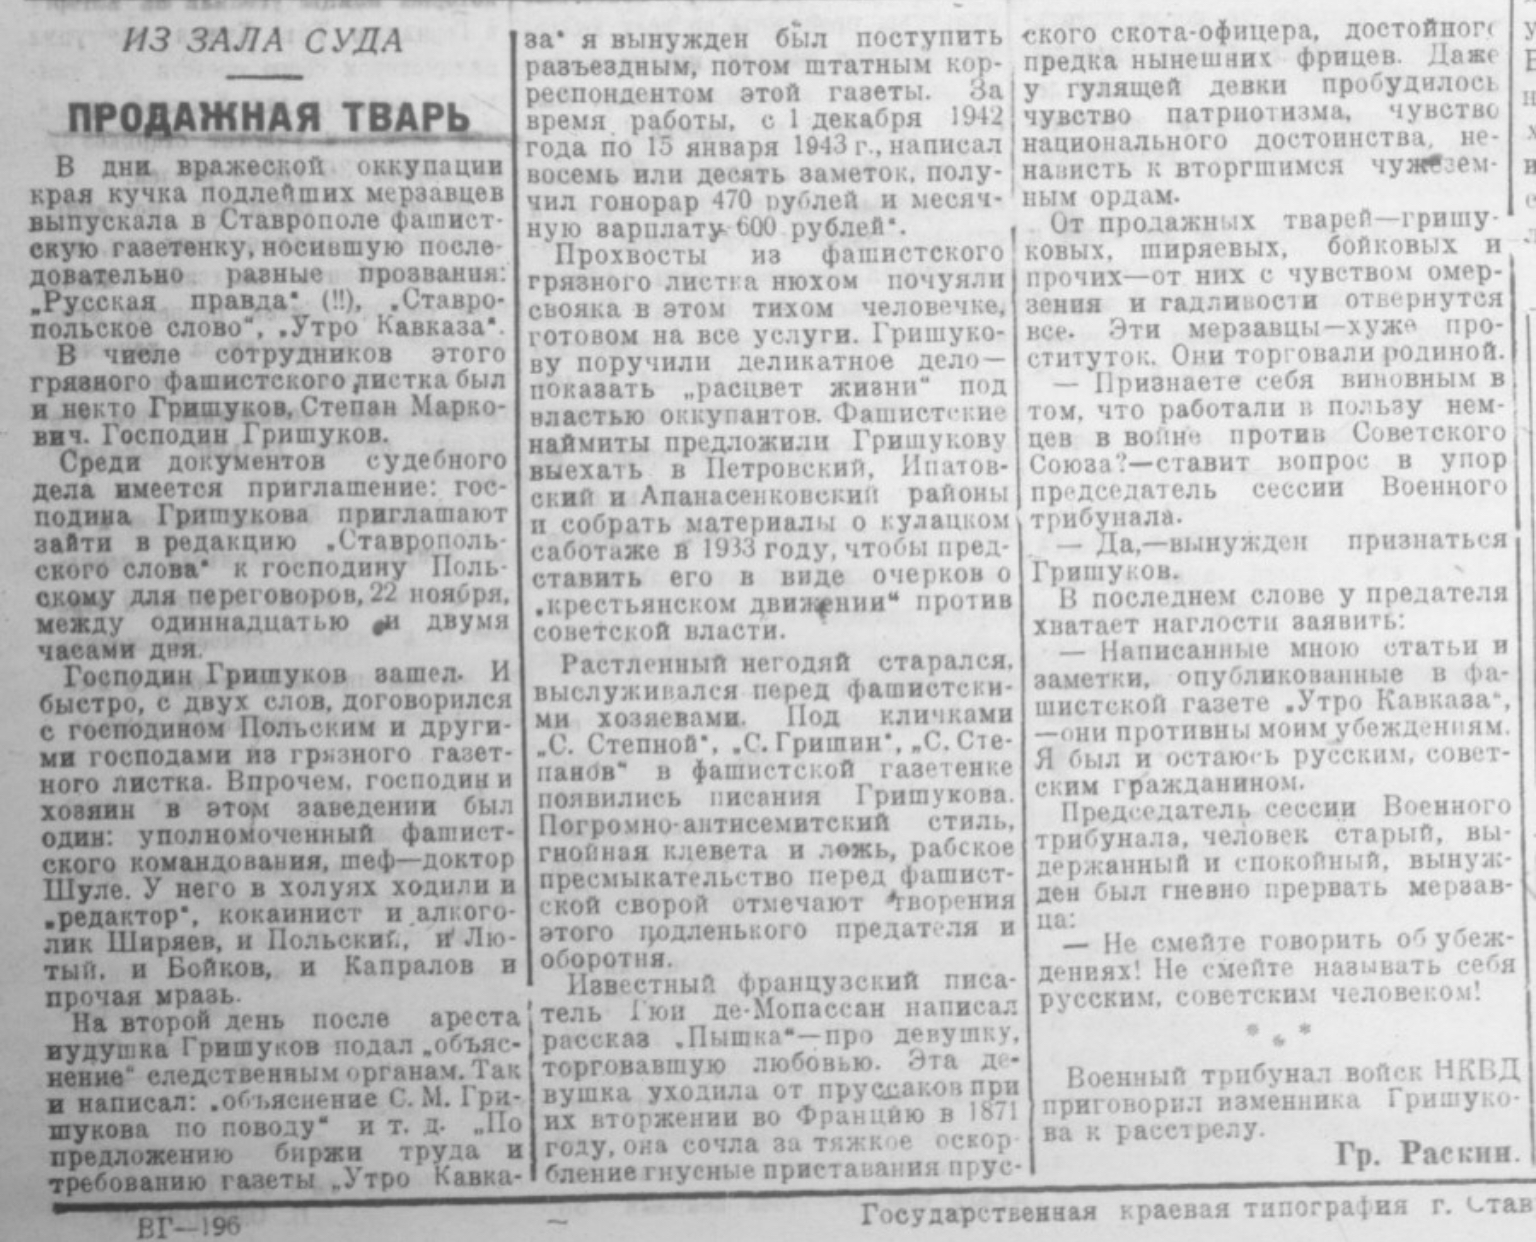 ИЗ ЗАЛА СУДА
ПРОДАЖНАЯ ТВАРЬ
В дни вражеской оккупации
края кучка подлейших мерзавцев
выпускала в Ставрополе фашист-
скую газетенку, носившую после-
довательно разные прозвания:
„Русская правда“ (!!), „Ставро-
польское слово“, „Утро Кавказа“.
В числе сотрудников этого
грязного фашистского листка был
и некто Гришуков, Степан Марко-
вич. Господин Гришуков.
Среди документов судебного
дела имеется приглашение: гос-
подина Гришукова приглашают
зайти в редакцию „Ставрополь-
ского слова“ к господину Поль-
скому для переговоров, 22 ноября,
между одиннадцатью и двумя
часами дня.
Господин Гришуков зашел. И
быстро, с двух слов, договорился
с господином Польским и други-
ми господами из грязного газет-
ного листка. Впрочем, господин и
хозяин в этом заведении был
один: уполномоченный фашист-
ского командования, шеф—доктор
Шуле. У него в холуях ходили и
„редактор“, кокаинист и алкого-
лик Ширяев, и Польский, и Лю-
тый, и Бойков, и Капралов и
прочая мразь.
На второй день после ареста
иудушка Гришуков подал „объяс-
нение“ следственным органам. Так
и написал: „объяснение С. М. Гри-
шукова по поводу“ и т. д. „По
предложению биржи труда и
требованию газеты „Утро Кавка-
за“ я вынужден был поступить
разъездным, потом штатным кор-
респондентом этой газеты. За
время работы, с 1 декабря 1942
года по 15 января 1943 г., написал
восемь или десять заметок, полу-
чил гонорар 470 рублей и месяч-
ную зарплату 600 рублей“.
Прохвосты из фашистского
грязного листка нюхом почуяли
свояка в этом тихом человечке,
готовом на все услуги. Гришуко-
ву поручили деликатное дело—
показать „расцвет жизни“ под
властью оккупантов. Фашистские
наймиты предложили Гришукову
выехать в Петровский, Ипатов-
ский и Апанасенковский районы
и собрать материалы о кулацком
саботаже в 1933 году, чтобы пред-
ставить его в виде очерков о
„крестьянском движении“ против
советской власти.
Растленный негодяй старался,
выслуживался перед фашистски-
ми хозяевами. Под кличками
„С. Степной“, „С. Гришин“, „С. Сте-
панов“ в фашистской газетенке
появились писания Гришукова.
Погромно-антисемитский стиль,
гнойная клевета и ложь, рабское
пресмыкательство перед фашист-
ской сворой отмечают творения
этого подленького предателя и
оборотня.
Известный французский писа-
тель Гюи де-Мопассан написал
рассказ „Пышка“—про девушку,
торговавшую любовью. Эта де-
вушка уходила от пруссаков при
их вторжении во Францию в 1871
году, она сочла за тяжкое оскор-
бление гнусные приставания прус-
ского скота-офицера, достойного
предка нынешних фрицев. Даже
у гулящей девки пробудилось
чувство патриотизма, чувство
национального достоинства, не-
нависть к вторгшимся чужезем-
ным ордам.
От продажных тварей—гришу-
ковых, ширяевых, бойковых и
прочих—от них с чувством омер-
зения и гадливости отвернутся
все. Эти мерзавцы—хуже про-
ституток. Они торговали родиной.
— Признаете себя виновным в
том, что работали в пользу нем-
цев в войне против Советского
Союза?—ставит вопрос в упор
председатель сессии Военного
трибунала.
— Да,—вынужден признаться
Гришуков.
В последнем слове у предателя
хватает наглости заявить:
— Написанные мною статьи и
заметки, опубликованные в фа-
шистской газете „Утро Кавказа“,
—они противны моим убеждениям.
Я был и остаюсь русским, совет-
ским гражданином.
Председатель сессии Военного
трибунала, человек старый, вы-
держанный и спокойный, вынуж-
ден был гневно прервать мерзав-
ца:
— Не смейте говорить об убеж-
дениях! Не смейте называть себя
русским, советским человеком!
* * *
Военный трибунал войск НКВД
приговорил изменника Гришуко-
ва к расстрелу.
Гр. Раскин.
ВГ—196
Государственная краевая типография г. Став